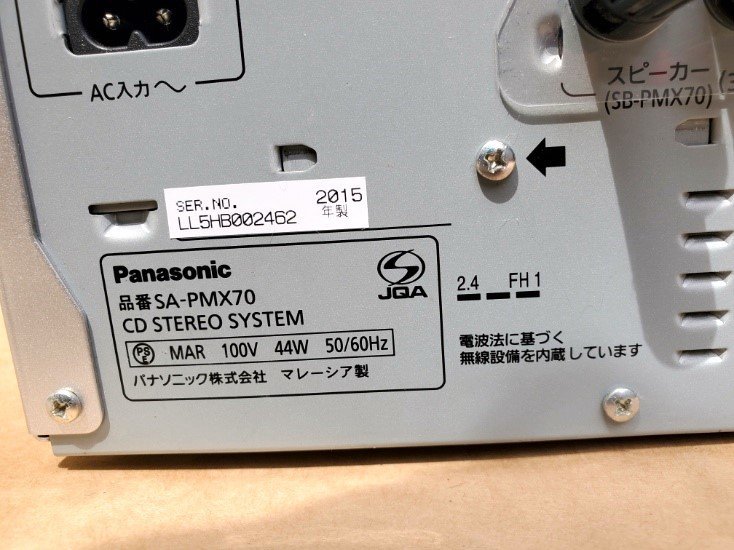 AC入力〜
スピーカー
(SB-PMX70)
SER.NO.
2015
年製
LL5HB002462
Panasonic
品番 SA-PMX70
CD STEREO SYSTEM
PSE MAR 100V 44W 50/60Hz
パナソニック株式会社 マレーシア製
JQA
2.4 FH 1
電波法に基づく
無線設備を内蔵しています